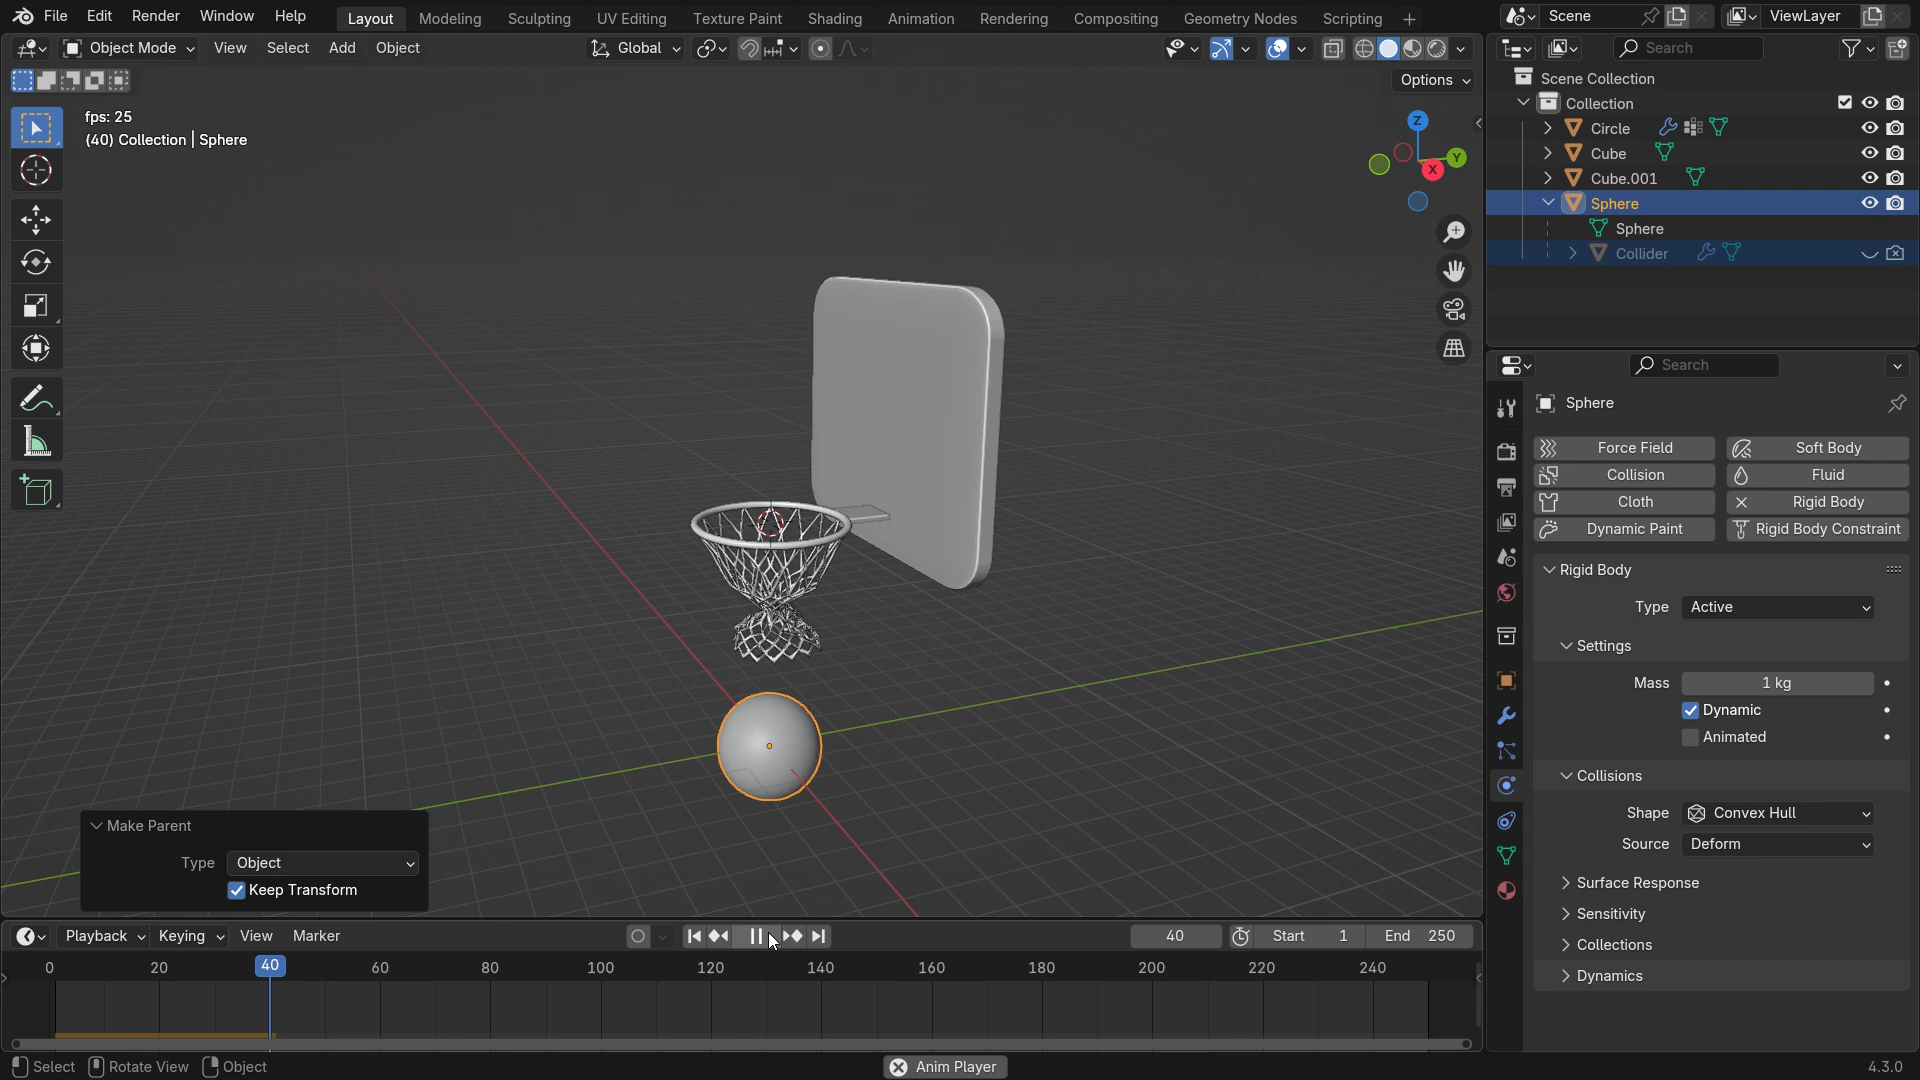 File Edit Render Window Help
Layout Modeling Sculpting UV Editing Texture Paint Shading Animation Rendering Compositing Geometry Nodes Scripting
Scene
ViewLayer
Object Mode View Select Add Object
Global
Search
Options
fps: 25
(40) Collection | Sphere
Z
Y
X
Scene Collection
Collection
Circle
Cube
Cube.001
Sphere
Sphere
Collider
Search
Sphere
Force Field Soft Body
Collision Fluid
Cloth Rigid Body
Dynamic Paint Rigid Body Constraint
Rigid Body
Type Active
Settings
Mass 1 kg
Dynamic
Animated
Collisions
Shape Convex Hull
Source Deform
Surface Response
Sensitivity
Collections
Dynamics
Make Parent
Type Object
Keep Transform
Playback Keying View Marker
40 Start 1 End 250
0 20 40 60 80 100 120 140 160 180 200 220 240
Select Rotate View Object
Anim Player
4.3.0